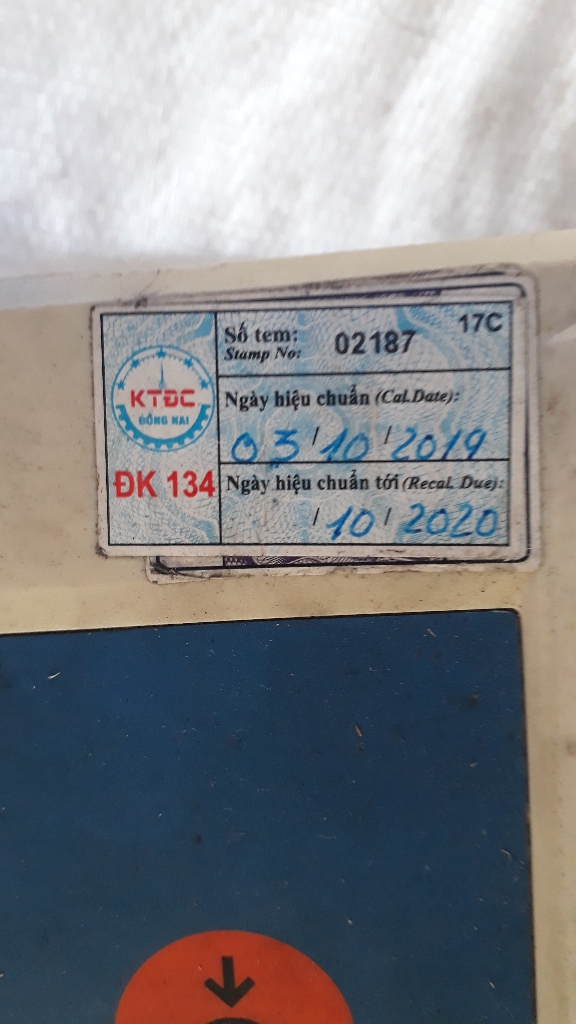 17C
Số tem: 02187
Stamp No:
KTĐC
ĐỒNG NAI
ĐK 134
Ngày hiệu chuẩn (Cal.Date):
03/10/2019
Ngày hiệu chuẩn tới (Recal. Due):
/10/2020